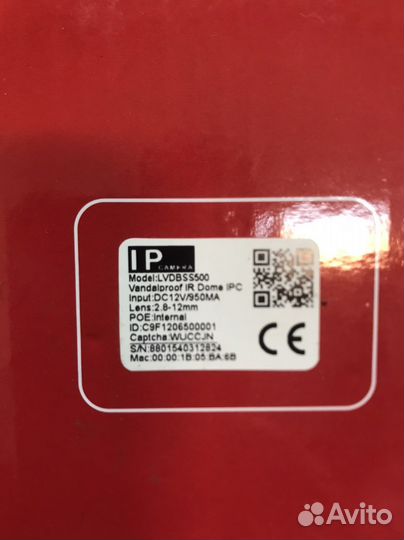 IP
CAMERA
Model:LVDBSS500
Vandalproof IR Dome IPC
Input:DC12V/950MA
Lens:2.8-12mm
POE:Internal
ID:C9F1206500001
Captcha:WUCCJN
S/N:8801540312824
Mac:00:00:1B:05:BA:6B
CE
Avito